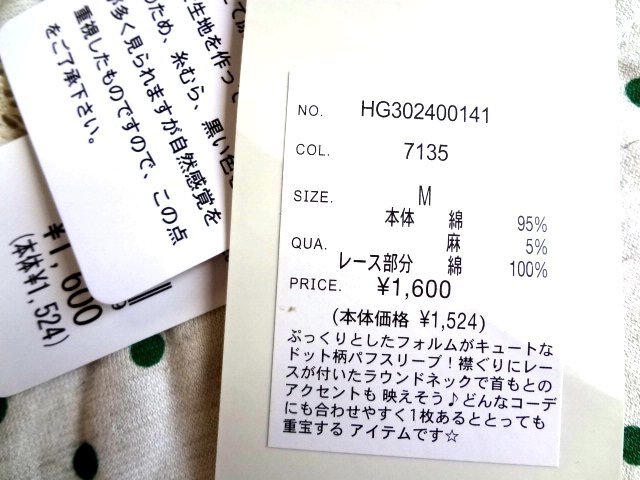 NO. HG302400141
COL. 7135
SIZE. M
本体 綿 95%
QUA. 麻 5%
レース部分 綿 100%
PRICE. ¥1,600
(本体価格 ¥1,524)
ぷっくりとしたフォルムがキュートな
ドット柄パフスリーブ！襟ぐりにレー
スが付いたラウンドネックで首もとの
アクセントも 映えそう♪どんなコーデ
にも合わせやすく1枚あるととっても
重宝する アイテムです☆
生地を作って
ため、糸むら、黒い色
多く見られますが自然感覚を
重視したものですので、この点
をご了承下さい。
¥1,600
(本体¥1,524)